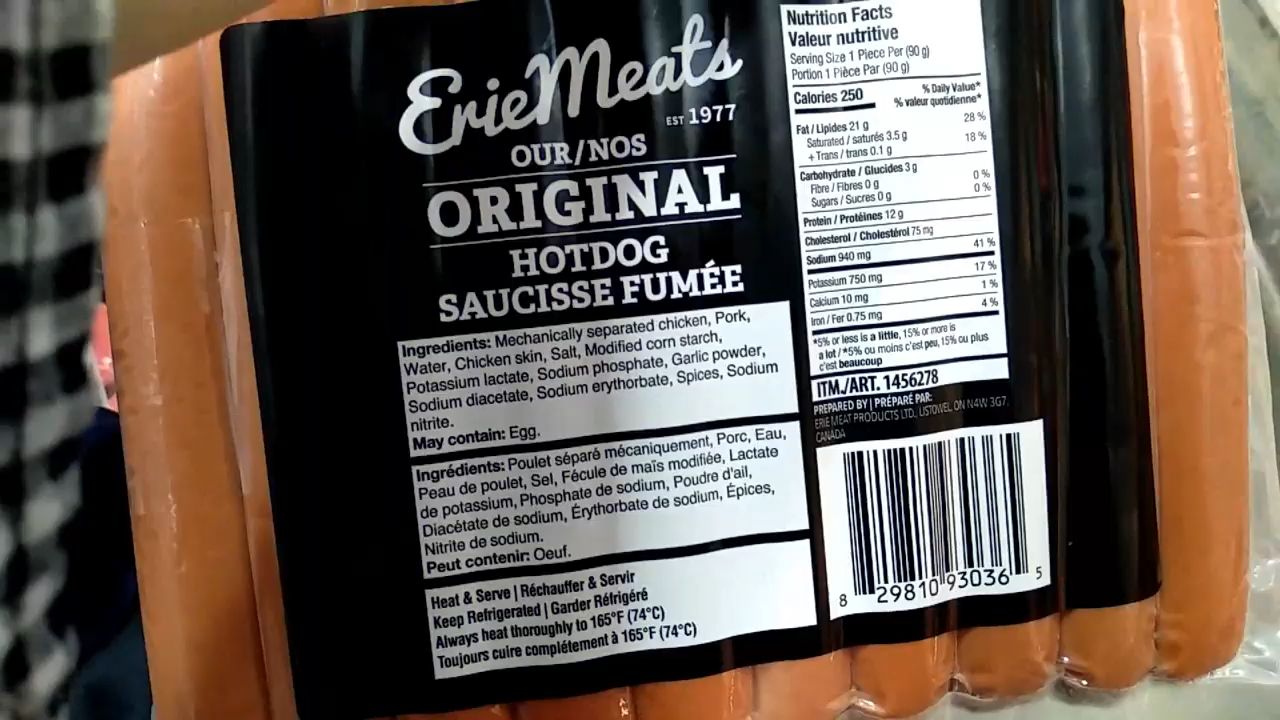 Erie Meats
EST 1977
OUR/NOS
ORIGINAL
HOTDOG
SAUCISSE FUMÉE
Ingredients: Mechanically separated chicken, Pork,
Water, Chicken skin, Salt, Modified corn starch,
Potassium lactate, Sodium phosphate, Garlic powder,
Sodium diacetate, Sodium erythorbate, Spices, Sodium
nitrite.
May contain: Egg.
Ingrédients: Poulet séparé mécaniquement, Porc, Eau,
Peau de poulet, Sel, Fécule de maïs modifiée, Lactate
de potassium, Phosphate de sodium, Poudre d'ail,
Diacétate de sodium, Érythorbate de sodium, Épices,
Nitrite de sodium.
Peut contenir: Oeuf.
Heat & Serve | Réchauffer & Servir
Keep Refrigerated | Garder Réfrigéré
Always heat thoroughly to 165°F (74°C)
Toujours cuire complétement à 165°F (74°C)
Nutrition Facts
Valeur nutritive
Serving Size 1 Piece Per (90 g)
Portion 1 Pièce Par (90 g)
Calories 250
% Daily Value*
% valeur quotidienne*
Fat / Lipides 21 g 28 %
Saturated / saturés 3.5 g 18 %
+ Trans / trans 0.1 g
Carbohydrate / Glucides 3 g
Fibre / Fibres 0 g 0 %
Sugars / Sucres 0 g 0 %
Protein / Protéines 12 g
Cholesterol / Cholestérol 75 mg
Sodium 940 mg 41 %
Potassium 750 mg 17 %
Calcium 10 mg 1 %
Iron / Fer 0.75 mg 4 %
*5% or less is a little, 15% or more is
a lot / *5% ou moins c'est peu, 15% ou plus
c'est beaucoup
ITM./ART. 1456278
PREPARED BY | PRÉPARÉ PAR:
ERIE MEAT PRODUCTS LTD, LISTOWEL, ON N4W 3G7,
CANADA
8 29810 93036 5